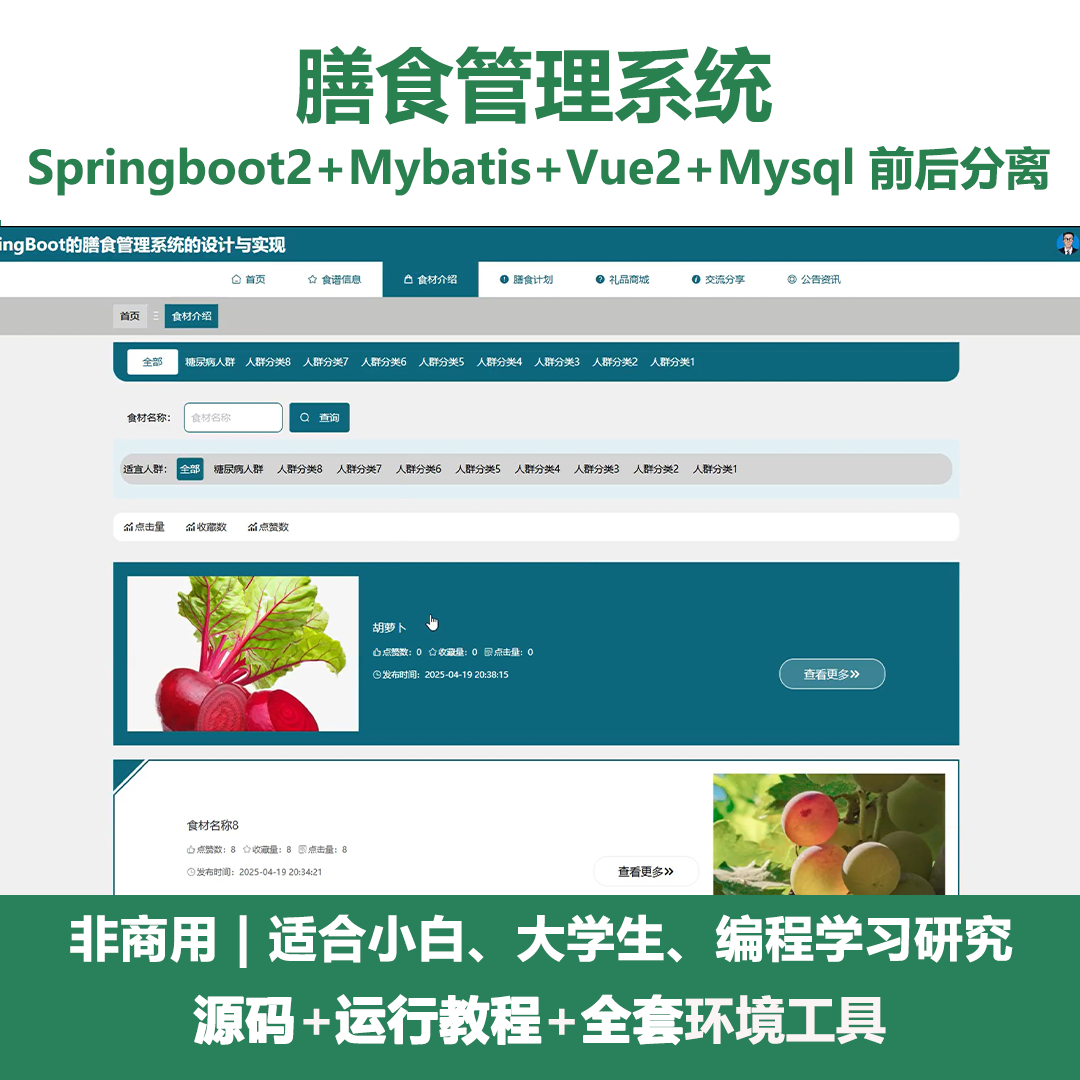 膳食管理系统
Springboot2+Mybatis+Vue2+Mysql 前后分离
ingBoot的膳食管理系统的设计与实现
首页 食谱信息 食材介绍 膳食计划 礼品商城 交流分享 公告资讯
首页 食材介绍
全部 糖尿病人群 人群分类8 人群分类7 人群分类6 人群分类5 人群分类4 人群分类3 人群分类2 人群分类1
食材名称: 食材名称 查询
适宜人群: 全部 糖尿病人群 人群分类8 人群分类7 人群分类6 人群分类5 人群分类4 人群分类3 人群分类2 人群分类1
点击量 收藏数 点赞数
胡萝卜
点赞数: 0 收藏量: 0 点击量: 0
发布时间: 2025-04-19 20:38:15
查看更多
食材名称8
点赞数: 8 收藏量: 8 点击量: 8
发布时间: 2025-04-19 20:34:21
查看更多
非商用 | 适合小白、大学生、编程学习研究
源码+运行教程+全套环境工具